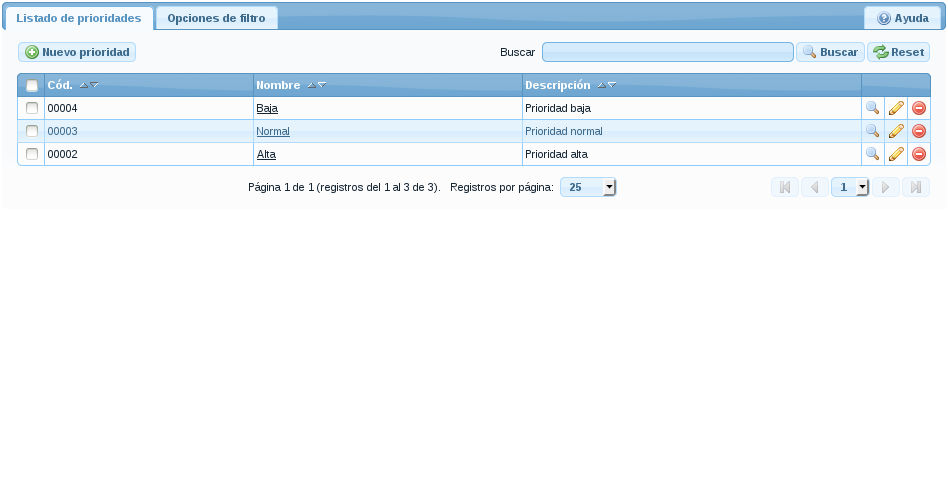 Listado de prioridades Opciones de filtro Ayuda
Nuevo prioridad Buscar Buscar Reset
Cód. Nombre Descripción
00004 Baja Prioridad baja
00003 Normal Prioridad normal
00002 Alta Prioridad alta
Página 1 de 1 (registros del 1 al 3 de 3). Registros por página: 25 1